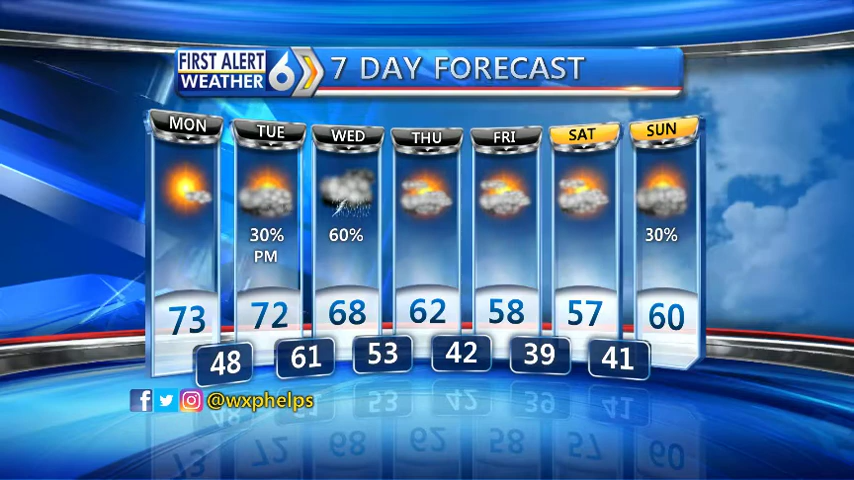 FIRST ALERT
WEATHER 6
7 DAY FORECAST
MON TUE WED THU FRI SAT SUN
30% 60% 30%
PM
73 72 68 62 58 57 60
48 61 53 42 39 41
@wxphelps